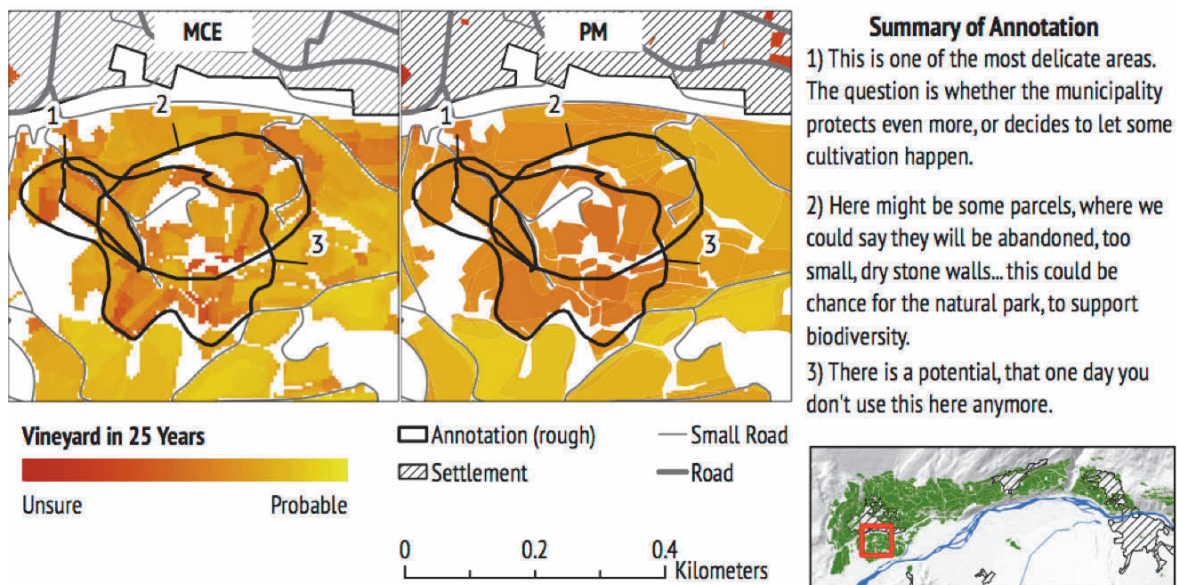 MCE
PM
1
2
3
1
2
3
Summary of Annotation
1) This is one of the most delicate areas.
The question is whether the municipality
protects even more, or decides to let some
cultivation happen.
2) Here might be some parcels, where we
could say they will be abandoned, too
small, dry stone walls... this could be
chance for the natural park, to support
biodiversity.
3) There is a potential, that one day you
don't use this here anymore.
Vineyard in 25 Years
Unsure
Probable
Annotation (rough)
Small Road
Settlement
Road
0
0.2
0.4
Kilometers